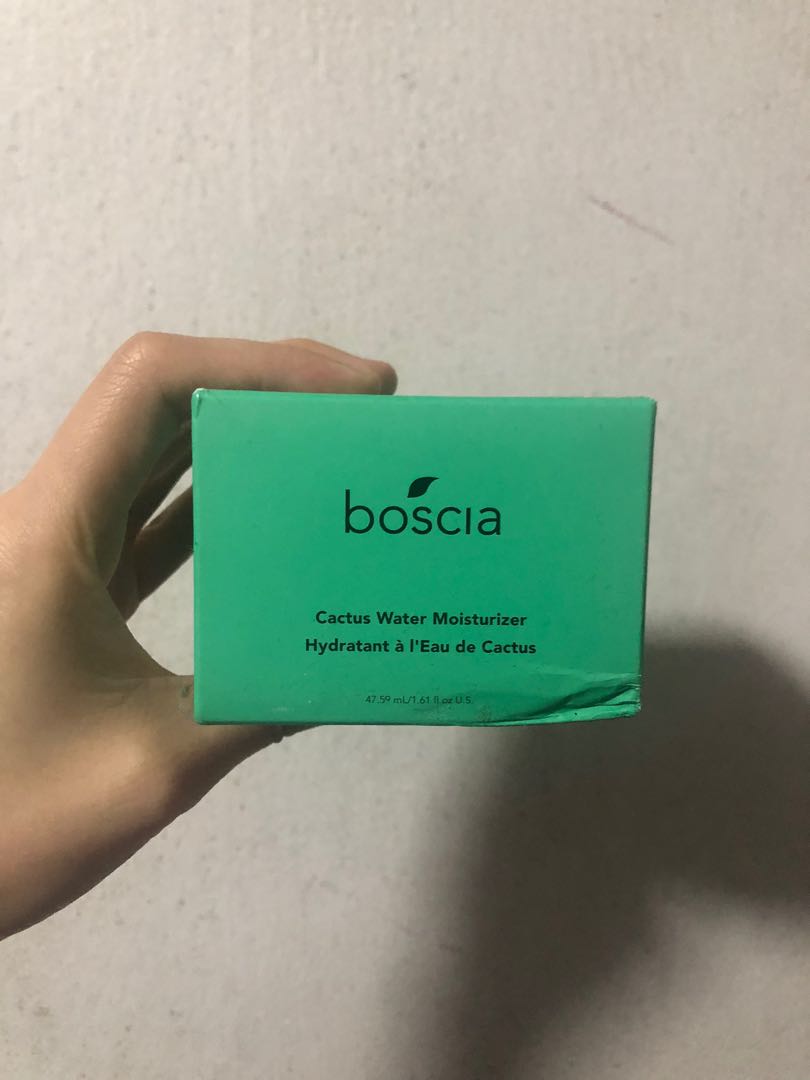 boscia
Cactus Water Moisturizer
Hydratant à l'Eau de Cactus
47.59 mL/1.61 fl oz U.S.